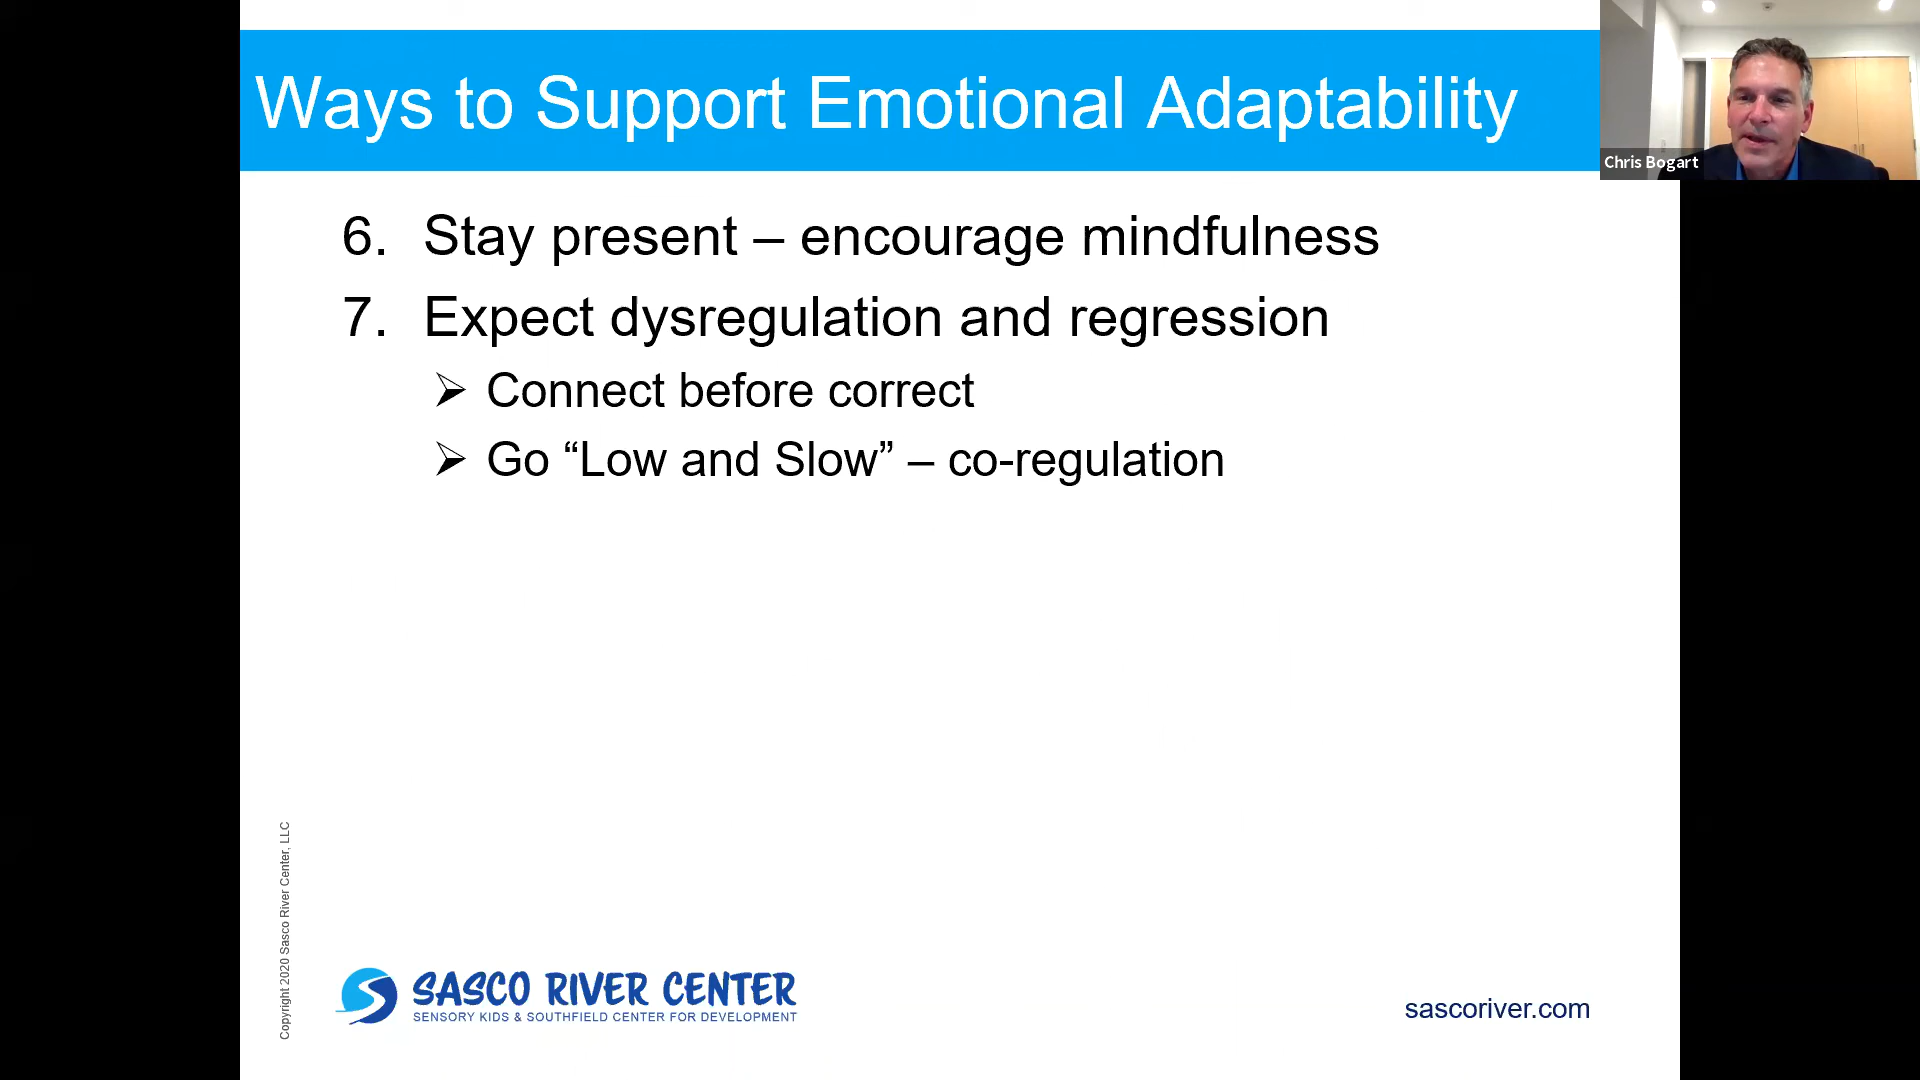 Ways to Support Emotional Adaptability
Chris Bogart
6. Stay present – encourage mindfulness
7. Expect dysregulation and regression
➢ Connect before correct
➢ Go “Low and Slow” – co-regulation
Copyright 2020 Sasco River Center, LLC
SASCO RIVER CENTER
SENSORY KIDS & SOUTHFIELD CENTER FOR DEVELOPMENT
sascoriver.com